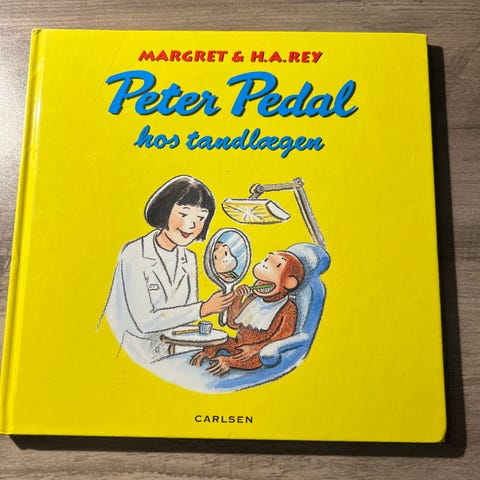 MARGRET & H.A.REY
Peter Pedal
hos tandlægen
CARLSEN